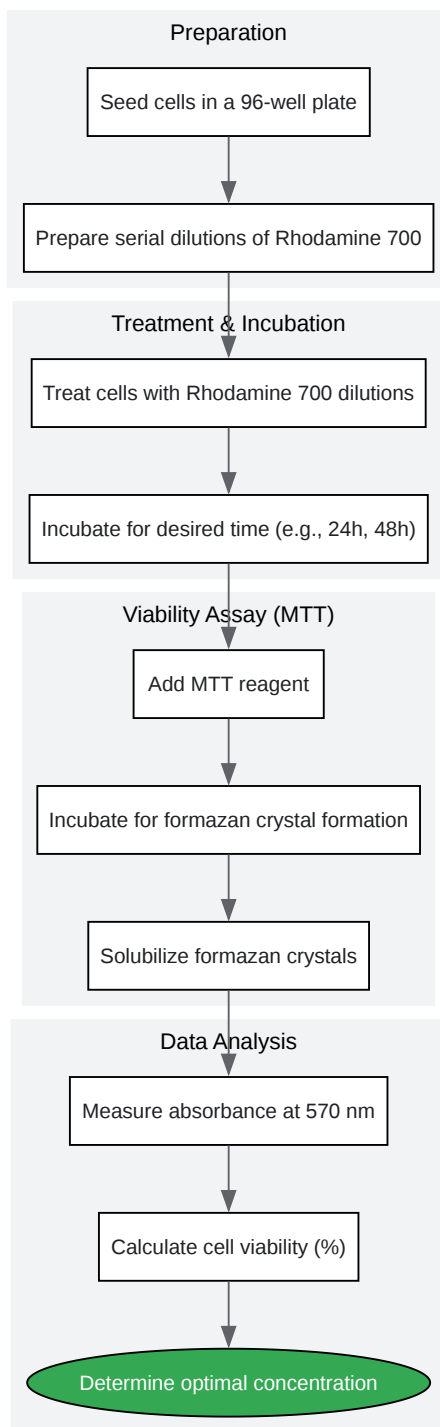 Preparation
Seed cells in a 96-well plate
Prepare serial dilutions of Rhodamine 700
Treatment & Incubation
Treat cells with Rhodamine 700 dilutions
Incubate for desired time (e.g., 24h, 48h)
Viability Assay (MTT)
Add MTT reagent
Incubate for formazan crystal formation
Solubilize formazan crystals
Data Analysis
Measure absorbance at 570 nm
Calculate cell viability (%)
Determine optimal concentration